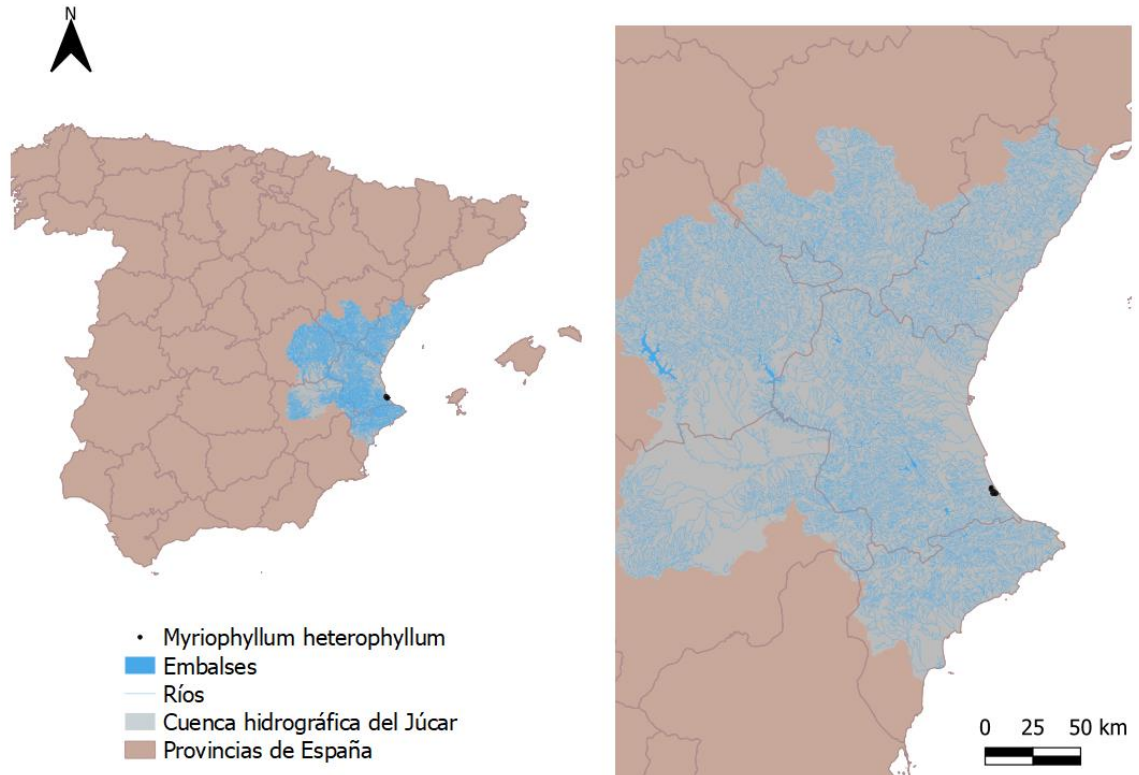 N
Myriophyllum heterophyllum
Embalses
Ríos
Cuenca hidrográfica del Júcar
Provincias de España
0 25 50 km